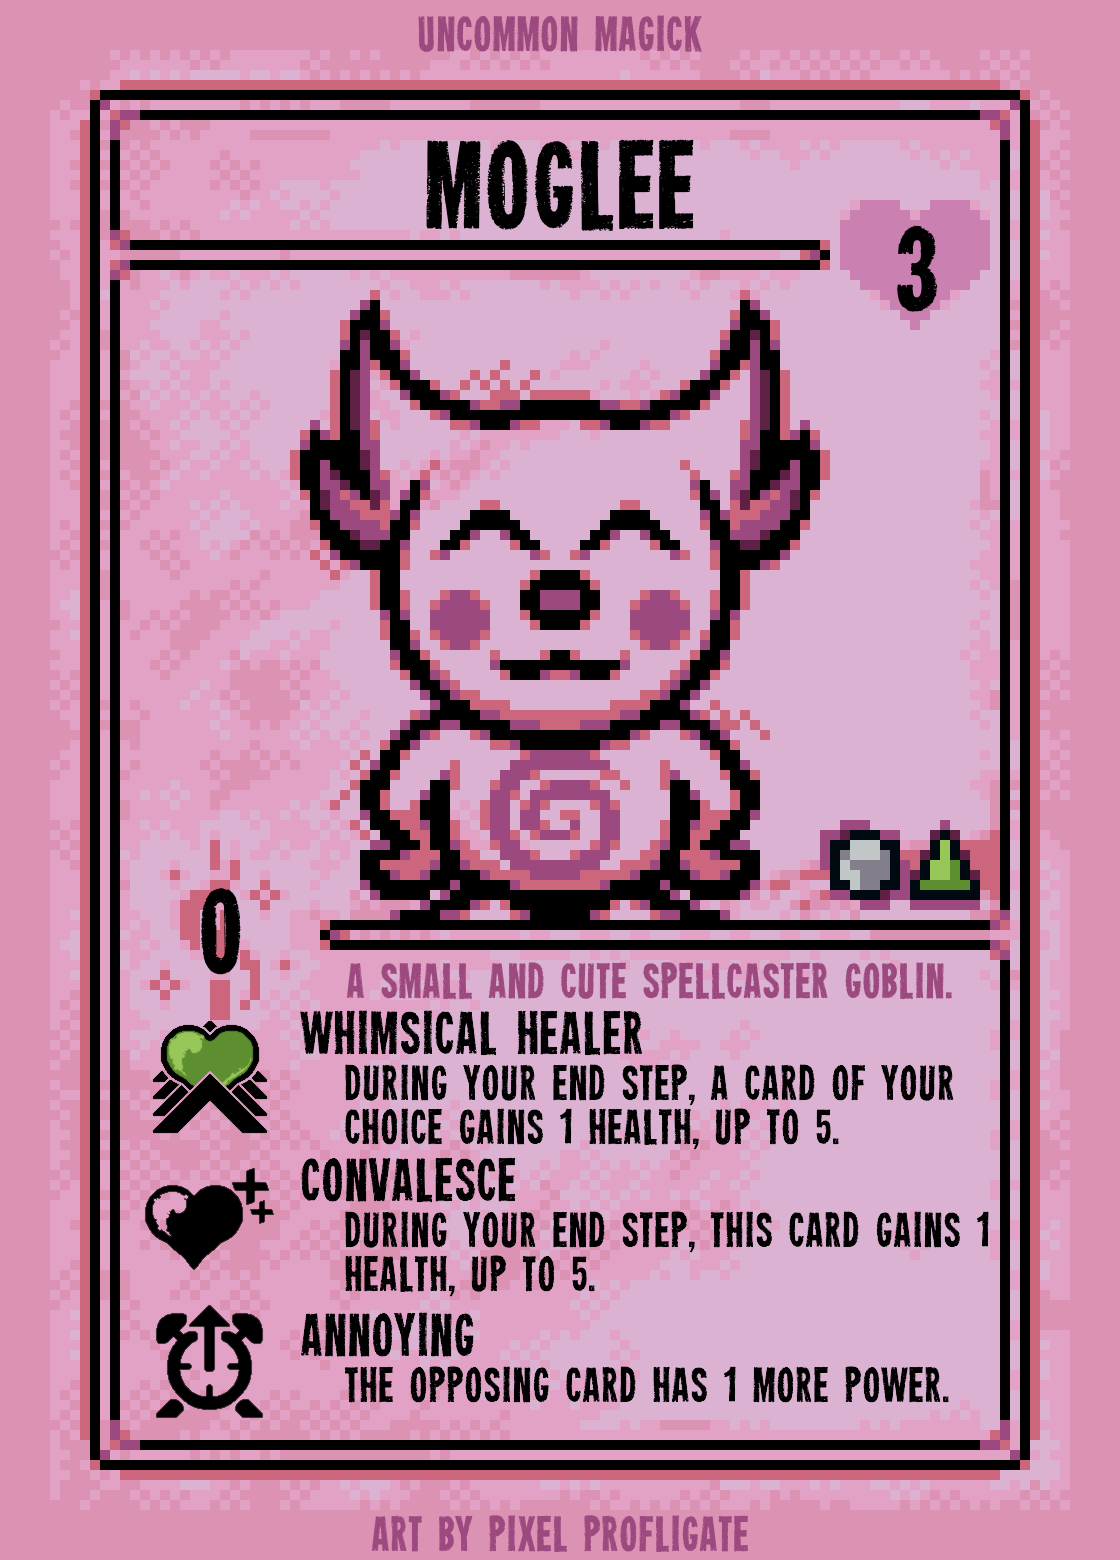 UNCOMMON MAGICK
MOGLEE
3
0
A SMALL AND CUTE SPELLCASTER GOBLIN.
WHIMSICAL HEALER
DURING YOUR END STEP, A CARD OF YOUR
CHOICE GAINS 1 HEALTH, UP TO 5.
CONVALESCE
DURING YOUR END STEP, THIS CARD GAINS 1
HEALTH, UP TO 5.
ANNOYING
THE OPPOSING CARD HAS 1 MORE POWER.
ART BY PIXEL PROFLIGATE